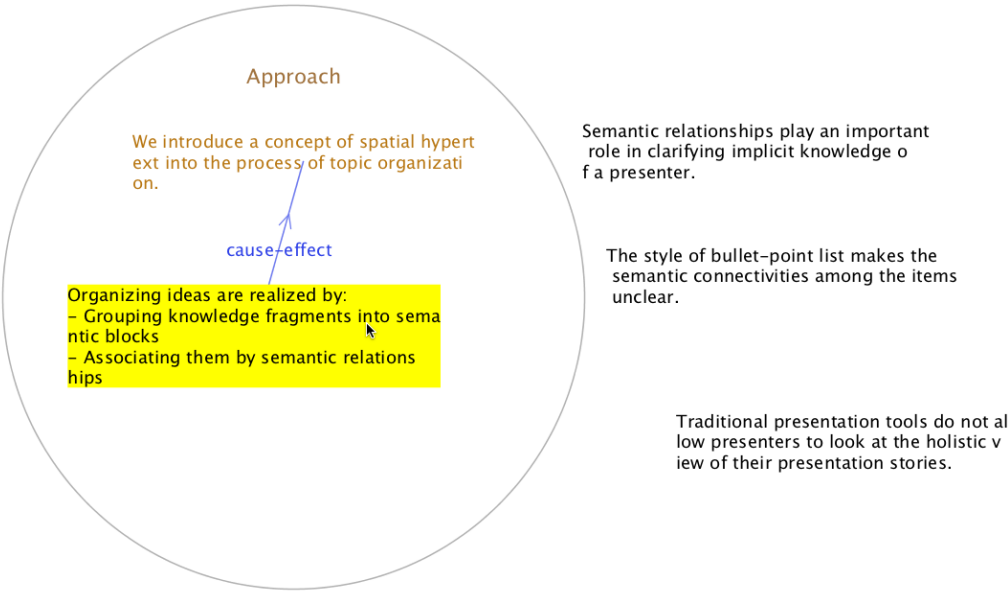 Approach
We introduce a concept of spatial hypert
ext into the process of topic organizati
on.
cause-effect
Organizing ideas are realized by:
- Grouping knowledge fragments into sema
ntic blocks
- Associating them by semantic relations
hips
Semantic relationships play an important
role in clarifying implicit knowledge o
f a presenter.
The style of bullet-point list makes the
semantic connectivities among the items
unclear.
Traditional presentation tools do not al
low presenters to look at the holistic v
iew of their presentation stories.